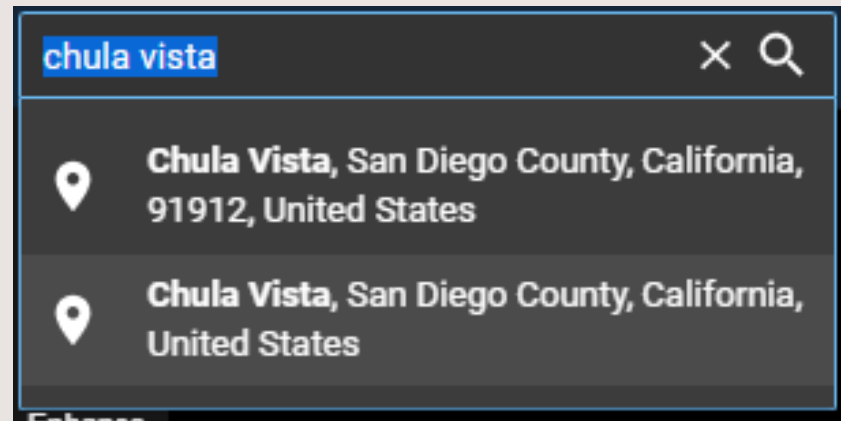 chula vista
Chula Vista, San Diego County, California,
91912, United States
Chula Vista, San Diego County, California,
United States